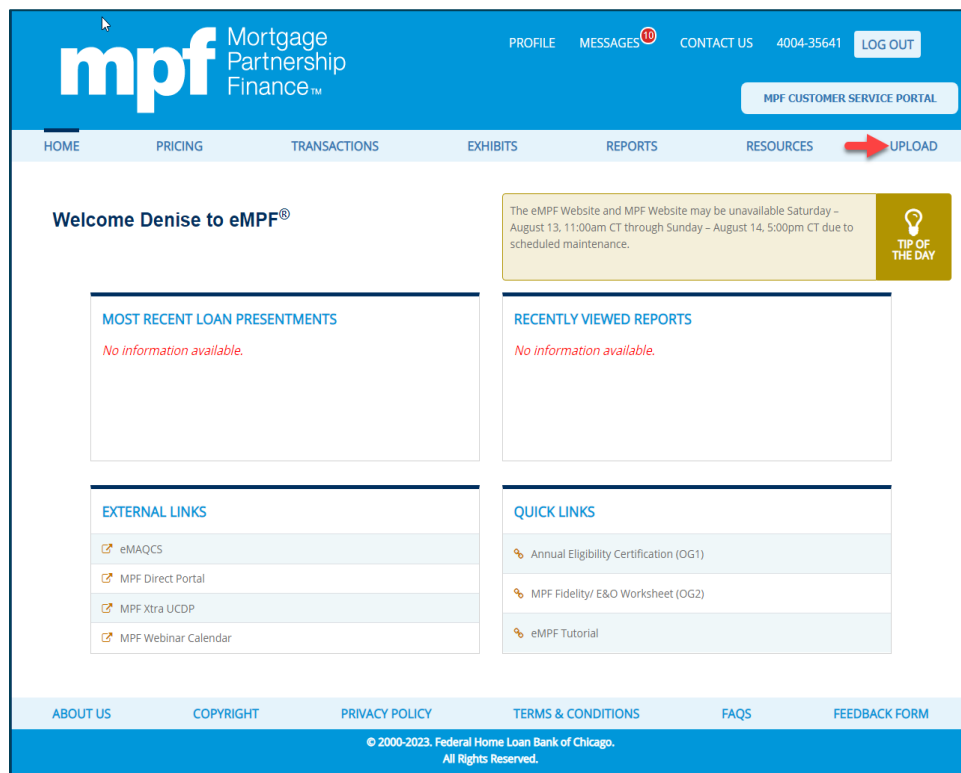 mpf Mortgage
Partnership
Finance™
PROFILE MESSAGES 10 CONTACT US 4004-35641 LOG OUT
MPF CUSTOMER SERVICE PORTAL
HOME PRICING TRANSACTIONS EXHIBITS REPORTS RESOURCES UPLOAD
Welcome Denise to eMPF®
The eMPF Website and MPF Website may be unavailable Saturday –
August 13, 11:00am CT through Sunday – August 14, 5:00pm CT due to
scheduled maintenance.
TIP OF
THE DAY
MOST RECENT LOAN PRESENTMENTS
No information available.
RECENTLY VIEWED REPORTS
No information available.
EXTERNAL LINKS
eMAQCS
MPF Direct Portal
MPF Xtra UCDP
MPF Webinar Calendar
QUICK LINKS
Annual Eligibility Certification (OG1)
MPF Fidelity/ E&O Worksheet (OG2)
eMPF Tutorial
ABOUT US COPYRIGHT PRIVACY POLICY TERMS & CONDITIONS FAQS FEEDBACK FORM
© 2000-2023. Federal Home Loan Bank of Chicago.
All Rights Reserved.